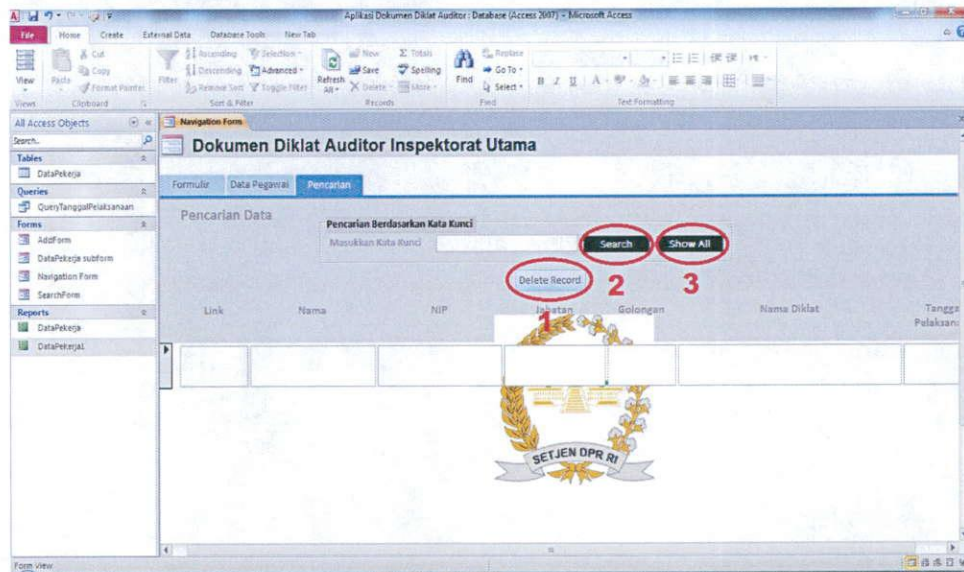 Aplikasi Dokumen Diklat Auditor : Database (Access 2007) - Microsoft Access
File Home Create External Data Database Tools New Tab
View
Paste
Cut
Copy
Format Painter
Filter
Ascending
Descending
Remove Sort
Selection
Advanced
Toggle Filter
Refresh All
New
Save
Delete
Totals
Spelling
More
Find
Replace
Go To
Select
B I U A
Views Clipboard Sort & Filter Records Find Text Formatting
All Access Objects
Search..
Tables
DataPekerja
Queries
QueryTanggalPelaksanaan
Forms
AddForm
DataPekerja subform
Navigation Form
SearchForm
Reports
DataPekerja
DataPekerja1
Navigation Form
Dokumen Diklat Auditor Inspektorat Utama
Formulir Data Pegawai Pencarian
Pencarian Data
Pencarian Berdasarkan Kata Kunci
Masukkan Kata Kunci Search Show All
Delete Record 2 3
1
Link Nama NIP Jabatan Golongan Nama Diklat Tangga
Pelaksana
SETJEN DPR RI
Form View